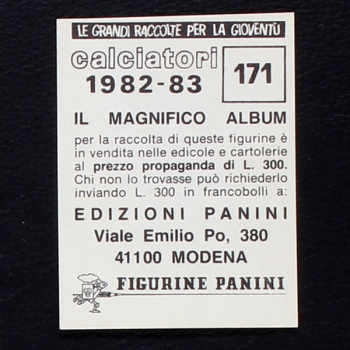 LE GRANDI RACCOLTE PER LA GIOVENTÙ
calciatori
1982-83
171
IL MAGNIFICO ALBUM
per la raccolta di queste figurine è
in vendita nelle edicole e cartolerie
al prezzo propaganda di L. 300.
Chi non lo trovasse può richiederlo
inviando L. 300 in francobolli a:
EDIZIONI PANINI
Viale Emilio Po, 380
41100 MODENA
FIGURINE PANINI